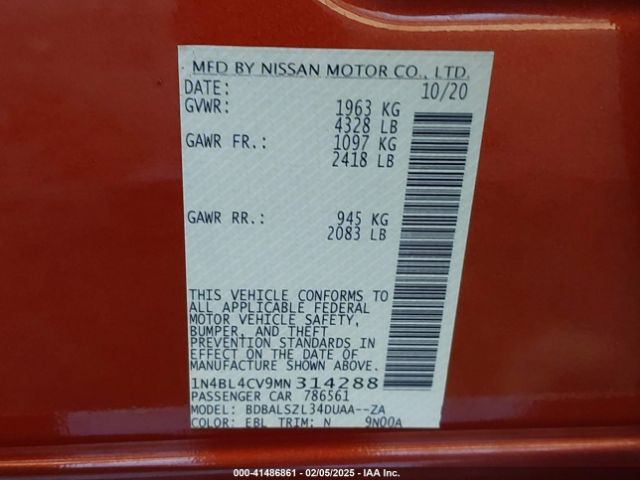 MFD BY NISSAN MOTOR CO., LTD.
DATE: 10/20
GVWR: 1963 KG
4328 LB
GAWR FR.: 1097 KG
2418 LB
GAWR RR.: 945 KG
2083 LB
THIS VEHICLE CONFORMS TO
ALL APPLICABLE FEDERAL
MOTOR VEHICLE SAFETY,
BUMPER, AND THEFT
PREVENTION STANDARDS IN
EFFECT ON THE DATE OF
MANUFACTURE SHOWN ABOVE.
1N4BL4CV9MN314288
PASSENGER CAR 786561
MODEL: BDBALSZL34DUAA--ZA
COLOR: EBL TRIM: N 9N00A
000-41486861 - 02/05/2025 - IAA Inc.